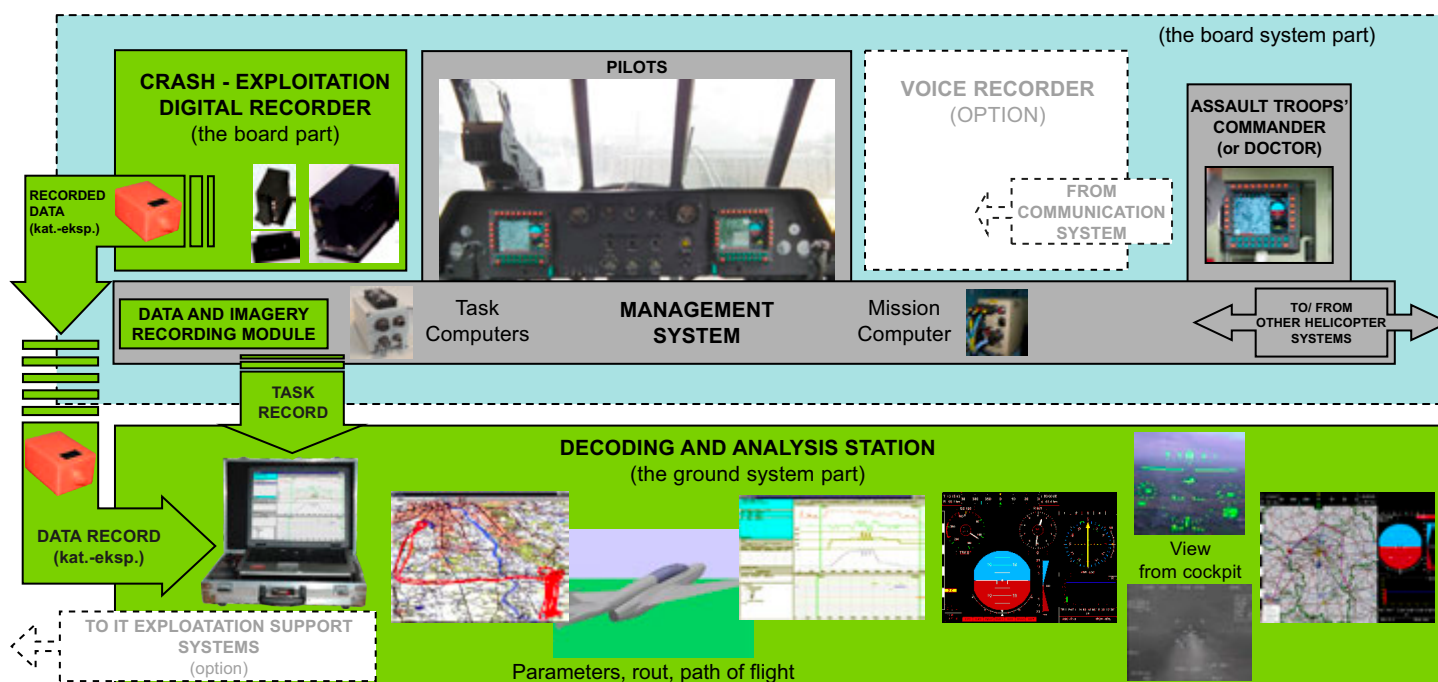 (the board system part)
CRASH - EXPLOITATION
DIGITAL RECORDER
(the board part)
PILOTS
VOICE RECORDER
(OPTION)
ASSAULT TROOPS'
COMMANDER
(or DOCTOR)
RECORDED
DATA
(kat.-eksp.)
FROM
COMMUNICATION
SYSTEM
DATA AND IMAGERY
RECORDING MODULE
Task
Computers
MANAGEMENT
SYSTEM
Mission
Computer
TO/ FROM
OTHER HELICOPTER
SYSTEMS
TASK
RECORD
DECODING AND ANALYSIS STATION
(the ground system part)
DATA RECORD
(kat.-eksp.)
View
from cockpit
TO IT EXPLOATATION SUPPORT
SYSTEMS
(option)
Parameters, rout, path of flight